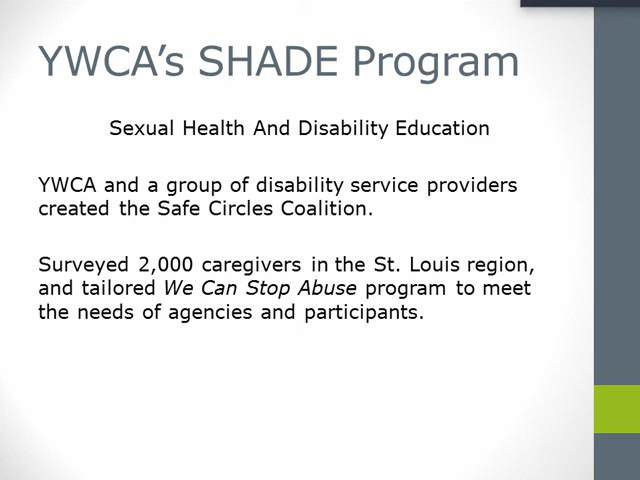 YWCA's SHADE Program
Sexual Health And Disability Education
YWCA and a group of disability service providers
created the Safe Circles Coalition.
Surveyed 2,000 caregivers in the St. Louis region,
and tailored We Can Stop Abuse program to meet
the needs of agencies and participants.